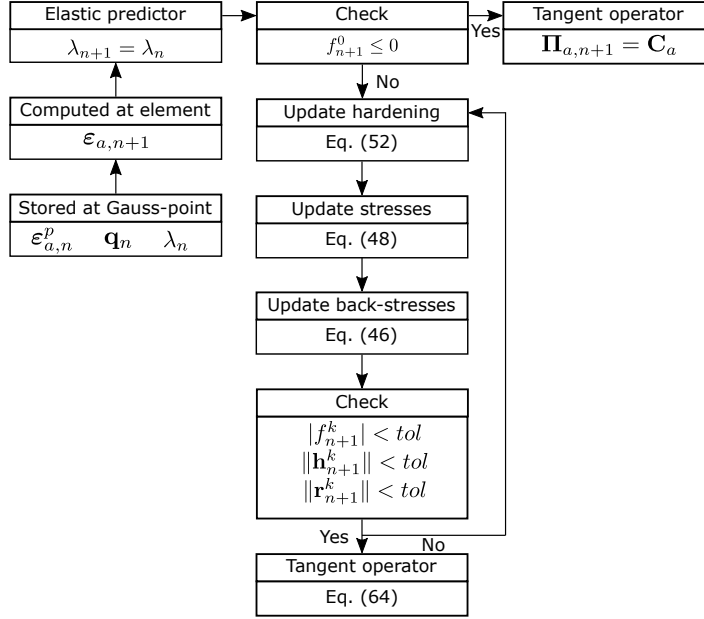 Elastic predictor
λ_{n+1} = λ_n
Computed at element
ε_{a,n+1}
Stored at Gauss-point
ε^p_{a,n} q_n λ_n
Check
f^0_{n+1} ≤ 0
Yes
Tangent operator
Π_{a,n+1} = C_a
No
Update hardening
Eq. (52)
Update stresses
Eq. (48)
Update back-stresses
Eq. (46)
Check
|f^k_{n+1}| < tol
‖h^k_{n+1}‖ < tol
‖r^k_{n+1}‖ < tol
Yes
No
Tangent operator
Eq. (64)